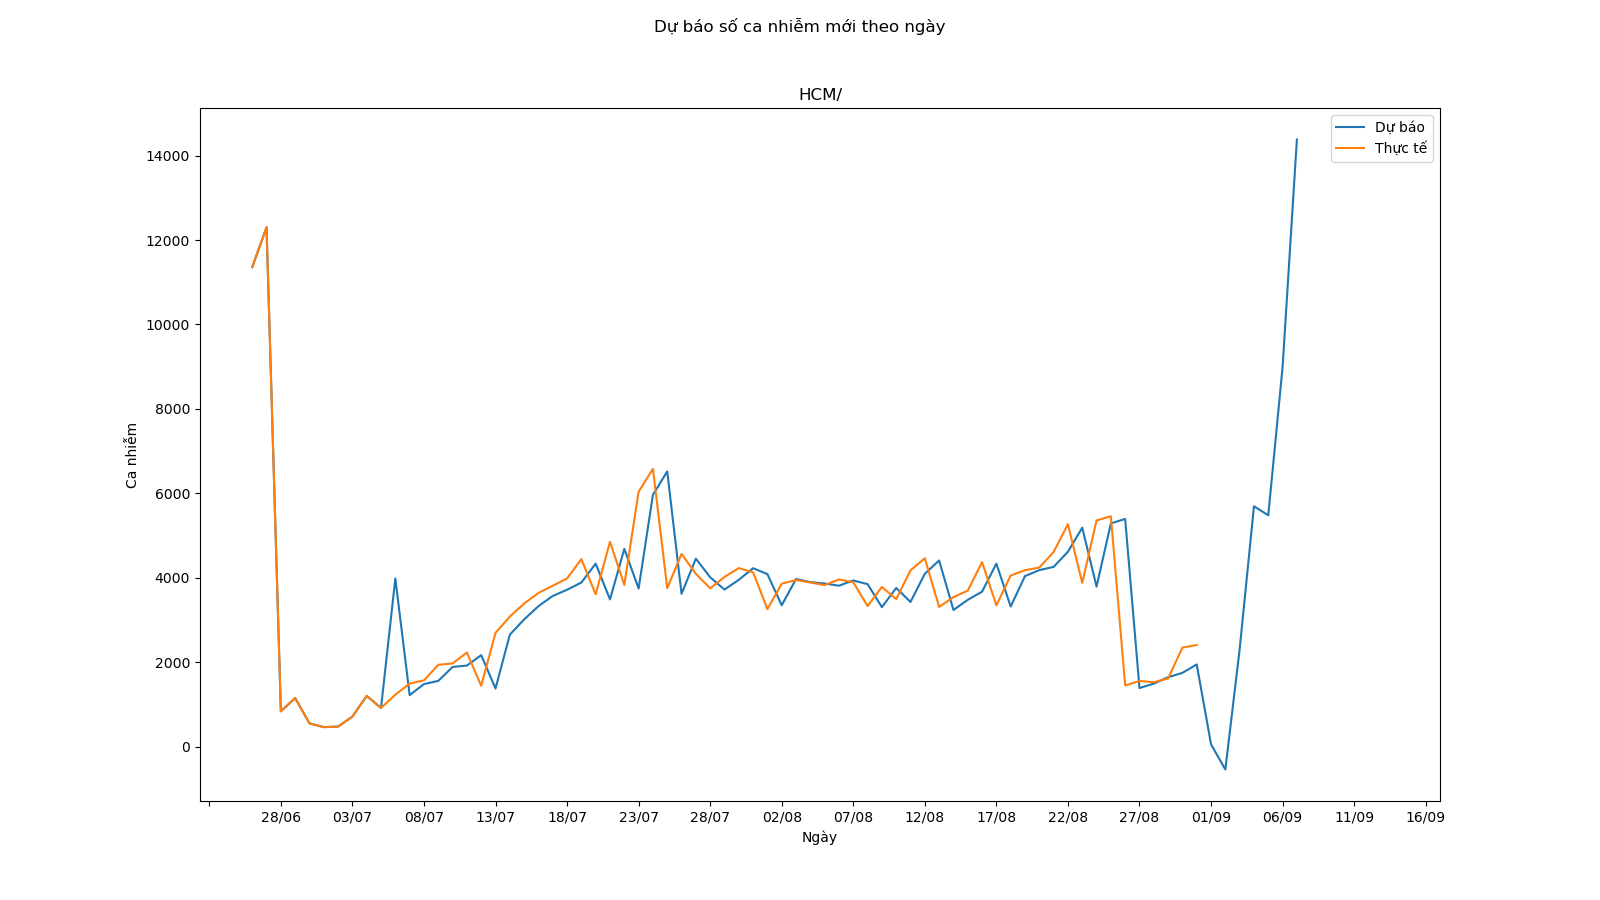 Dự báo số ca nhiễm mới theo ngày
HCM/
Dự báo
Thực tế
14000
12000
10000
8000
6000
4000
2000
0
Ca nhiễm
28/06 03/07 08/07 13/07 18/07 23/07 28/07 02/08 07/08 12/08 17/08 22/08 27/08 01/09 06/09 11/09 16/09
Ngày